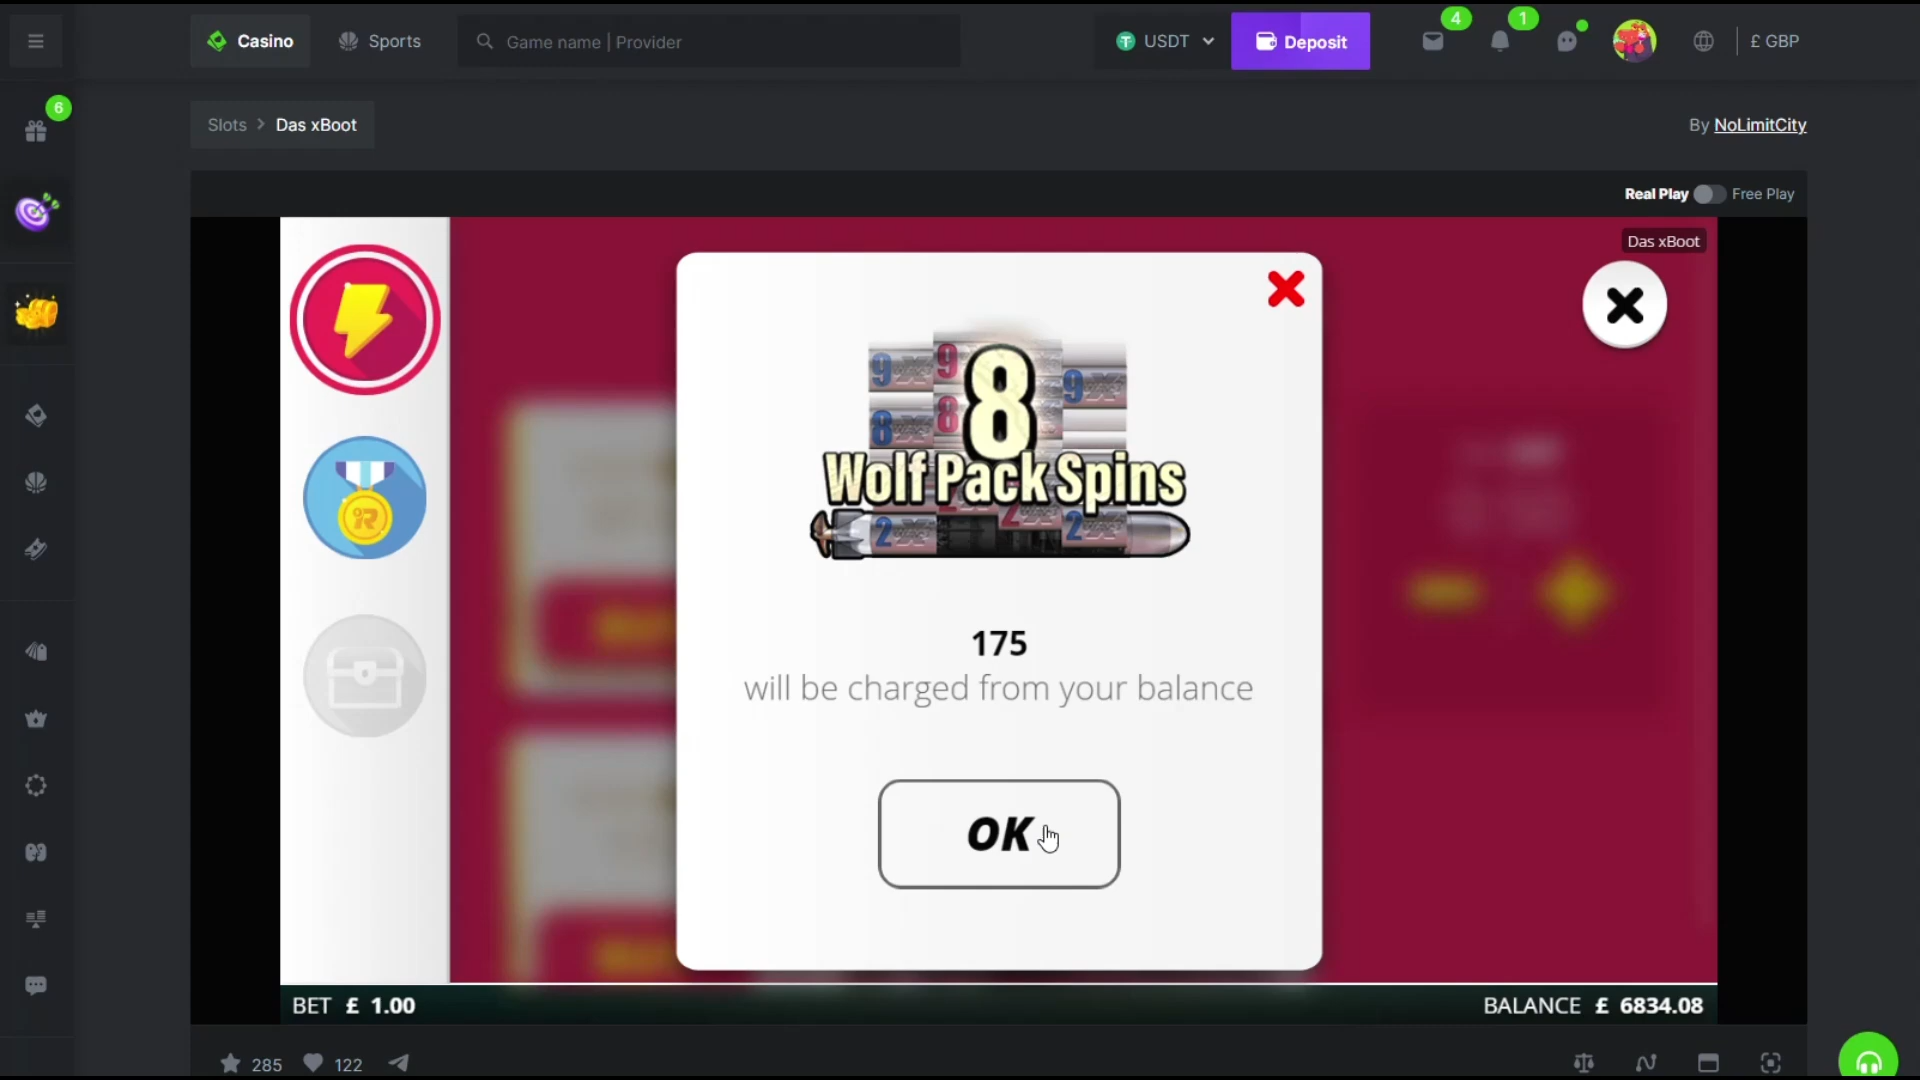 Casino
Sports
Game name | Provider
USDT
Deposit
4
1
£ GBP
6
Slots > Das xBoot
By NoLimitCity
Real Play
Free Play
Das xBoot
8
Wolf Pack Spins
175
will be charged from your balance
OK
BET £ 1.00
BALANCE £ 6834.08
285
122